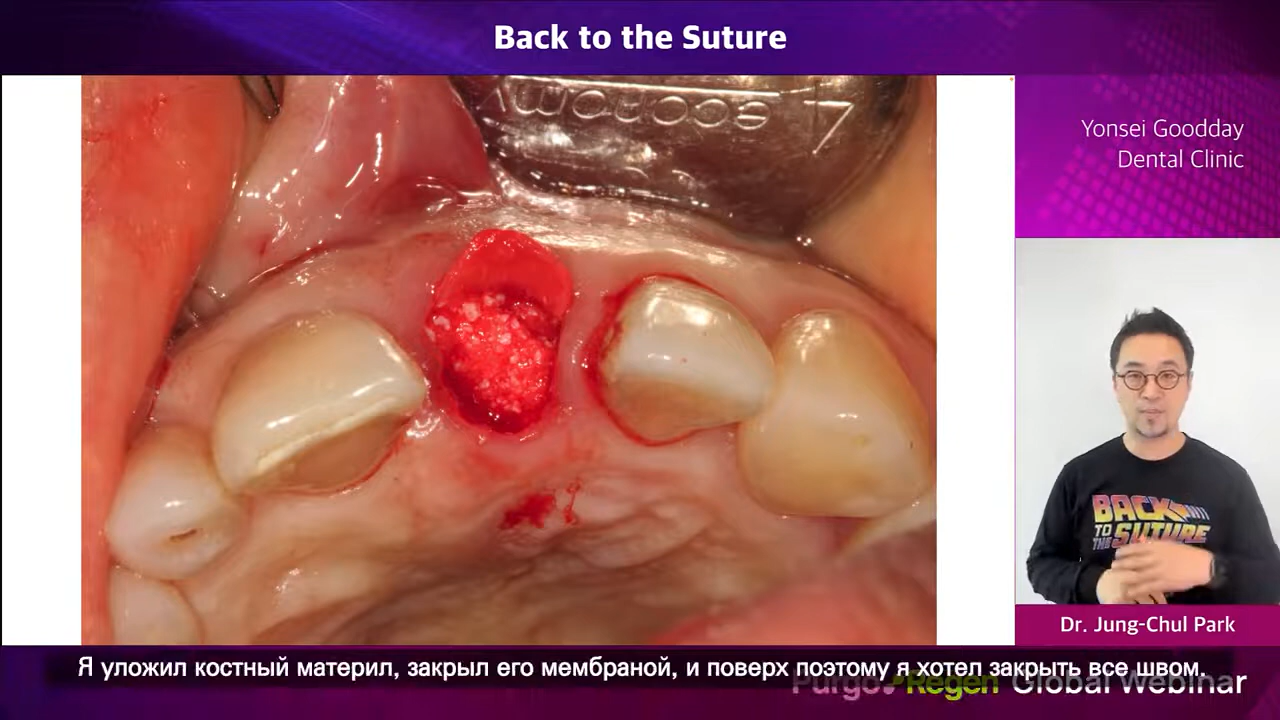 Back to the Suture
economy
Yonsei Goodday
Dental Clinic
BACK
TO
THE SUTURE
Dr. Jung-Chul Park
Я уложил костный материл, закрыл его мембраной, и поверх поэтому я хотел закрыть все швом.
Purgo Regen Global Webinar